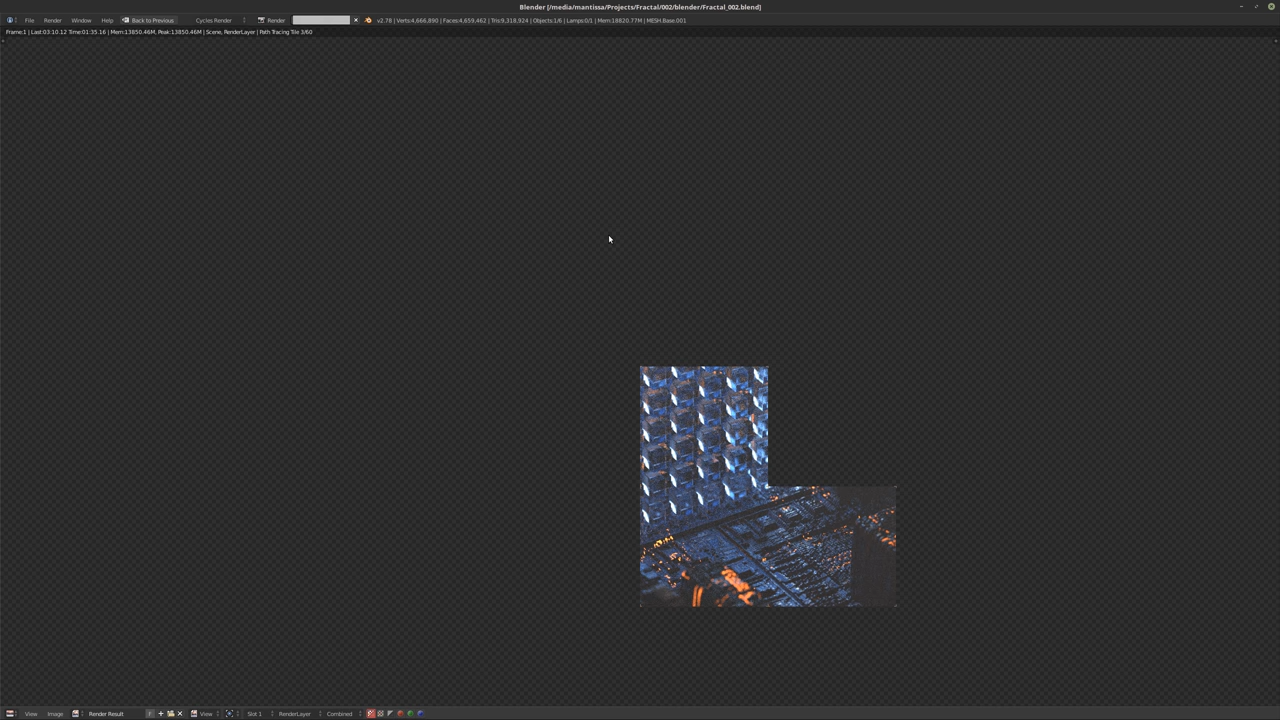 Blender [/media/mantissa/Projects/Fractal/002/blender/Fractal_002.blend]
File Render Window Help Back to Previous Cycles Render Render v2.78 | Verts:4,666,890 | Faces:4,659,462 | Tris:9,318,924 | Objects:1/6 | Lamps:0/1 | Mem:18820.77M | MESH.Base.001
Frame:1 | Last:03:10.12 Time:01:35.16 | Mem:13850.46M, Peak:13850.46M | Scene, RenderLayer | Path Tracing Tile 3/60
View Image Render Result F View Slot 1 RenderLayer Combined